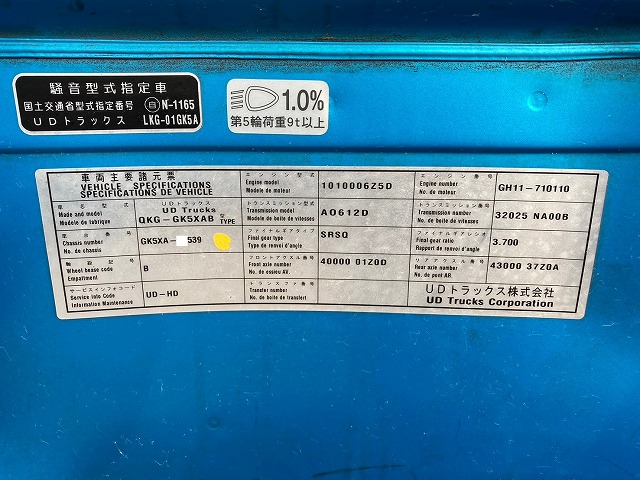 騒音型式指定車
国土交通省型式指定番号 自 N-1165
UDトラックス LKG-01GK5A
1.0%
第5輪荷重9t以上
車両主要諸元票
VEHICLE SPECIFICATIONS
SPECIFICATIONS DE VEHICLE
エンジン型式
Engine model
Modele de moteur
1010006Z5D
エンジン番号
Engine number
No. de moteur
GH11-710110
車名型式
Made and model
Modele de fabrique
UDトラックス
UD Trucks
QKG-GK5XAB 型 TYPE
トランスミッション型式
Transmission model
Modele de boite de vitesses
A0612D
トランスミッション番号
Transmission number
No. de boite de vitesses
32025 NA00B
車台番号
Chassis number
No. de chassis
GK5XA- 539
ファイナルギアタイプ
Final gear type
Type de renvoi d'angle
SRSQ
ファイナルギアレシオ
Final gear ratio
Rapport de renvoi d'angle
3.700
軸距記号
Wheel base code
Empattement
B
フロントアクスル番号
Front axle number
No. de essieu AV.
40000 01Z0D
リアアクスル番号
Rear axle number
No. de pont AR.
43000 37Z0A
サービスインフォコード
Service info Code
Information Maintenance
UD-HD
トランスファ番号
Transfer number
No. de boite de transfert
UDトラックス株式会社
UD Trucks Corporation